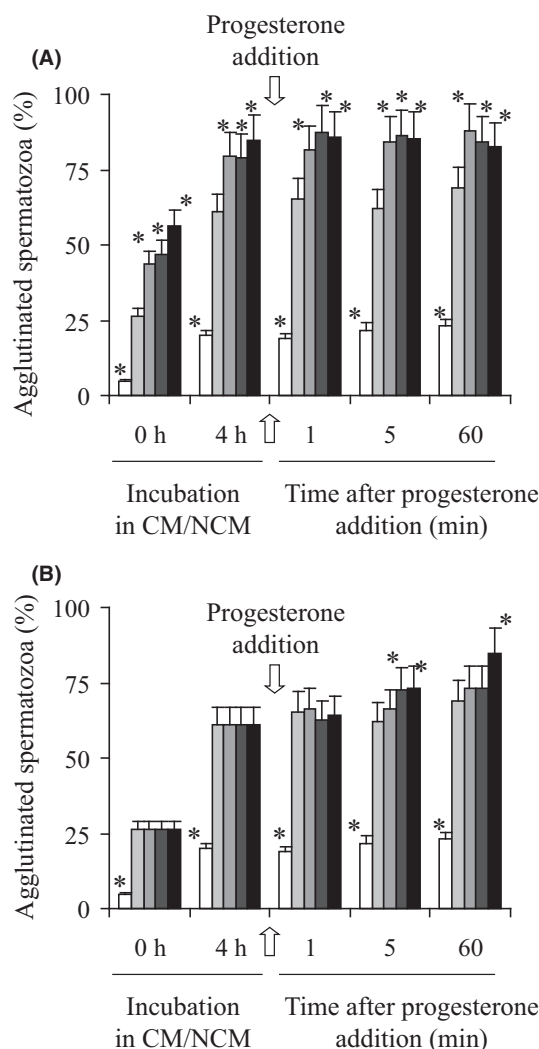 (A)
Progesterone
addition
Agglutinated spermatozoa (%)
100
75
50
25
0
* * * *
* * * *
* * * *
* * * *
* * * *
0 h 4 h 1 5 60
Incubation
in CM/NCM
Time after progesterone
addition (min)
(B)
Progesterone
addition
Agglutinated spermatozoa (%)
100
75
50
25
0
*
*
*
* * *
* *
0 h 4 h 1 5 60
Incubation
in CM/NCM
Time after progesterone
addition (min)